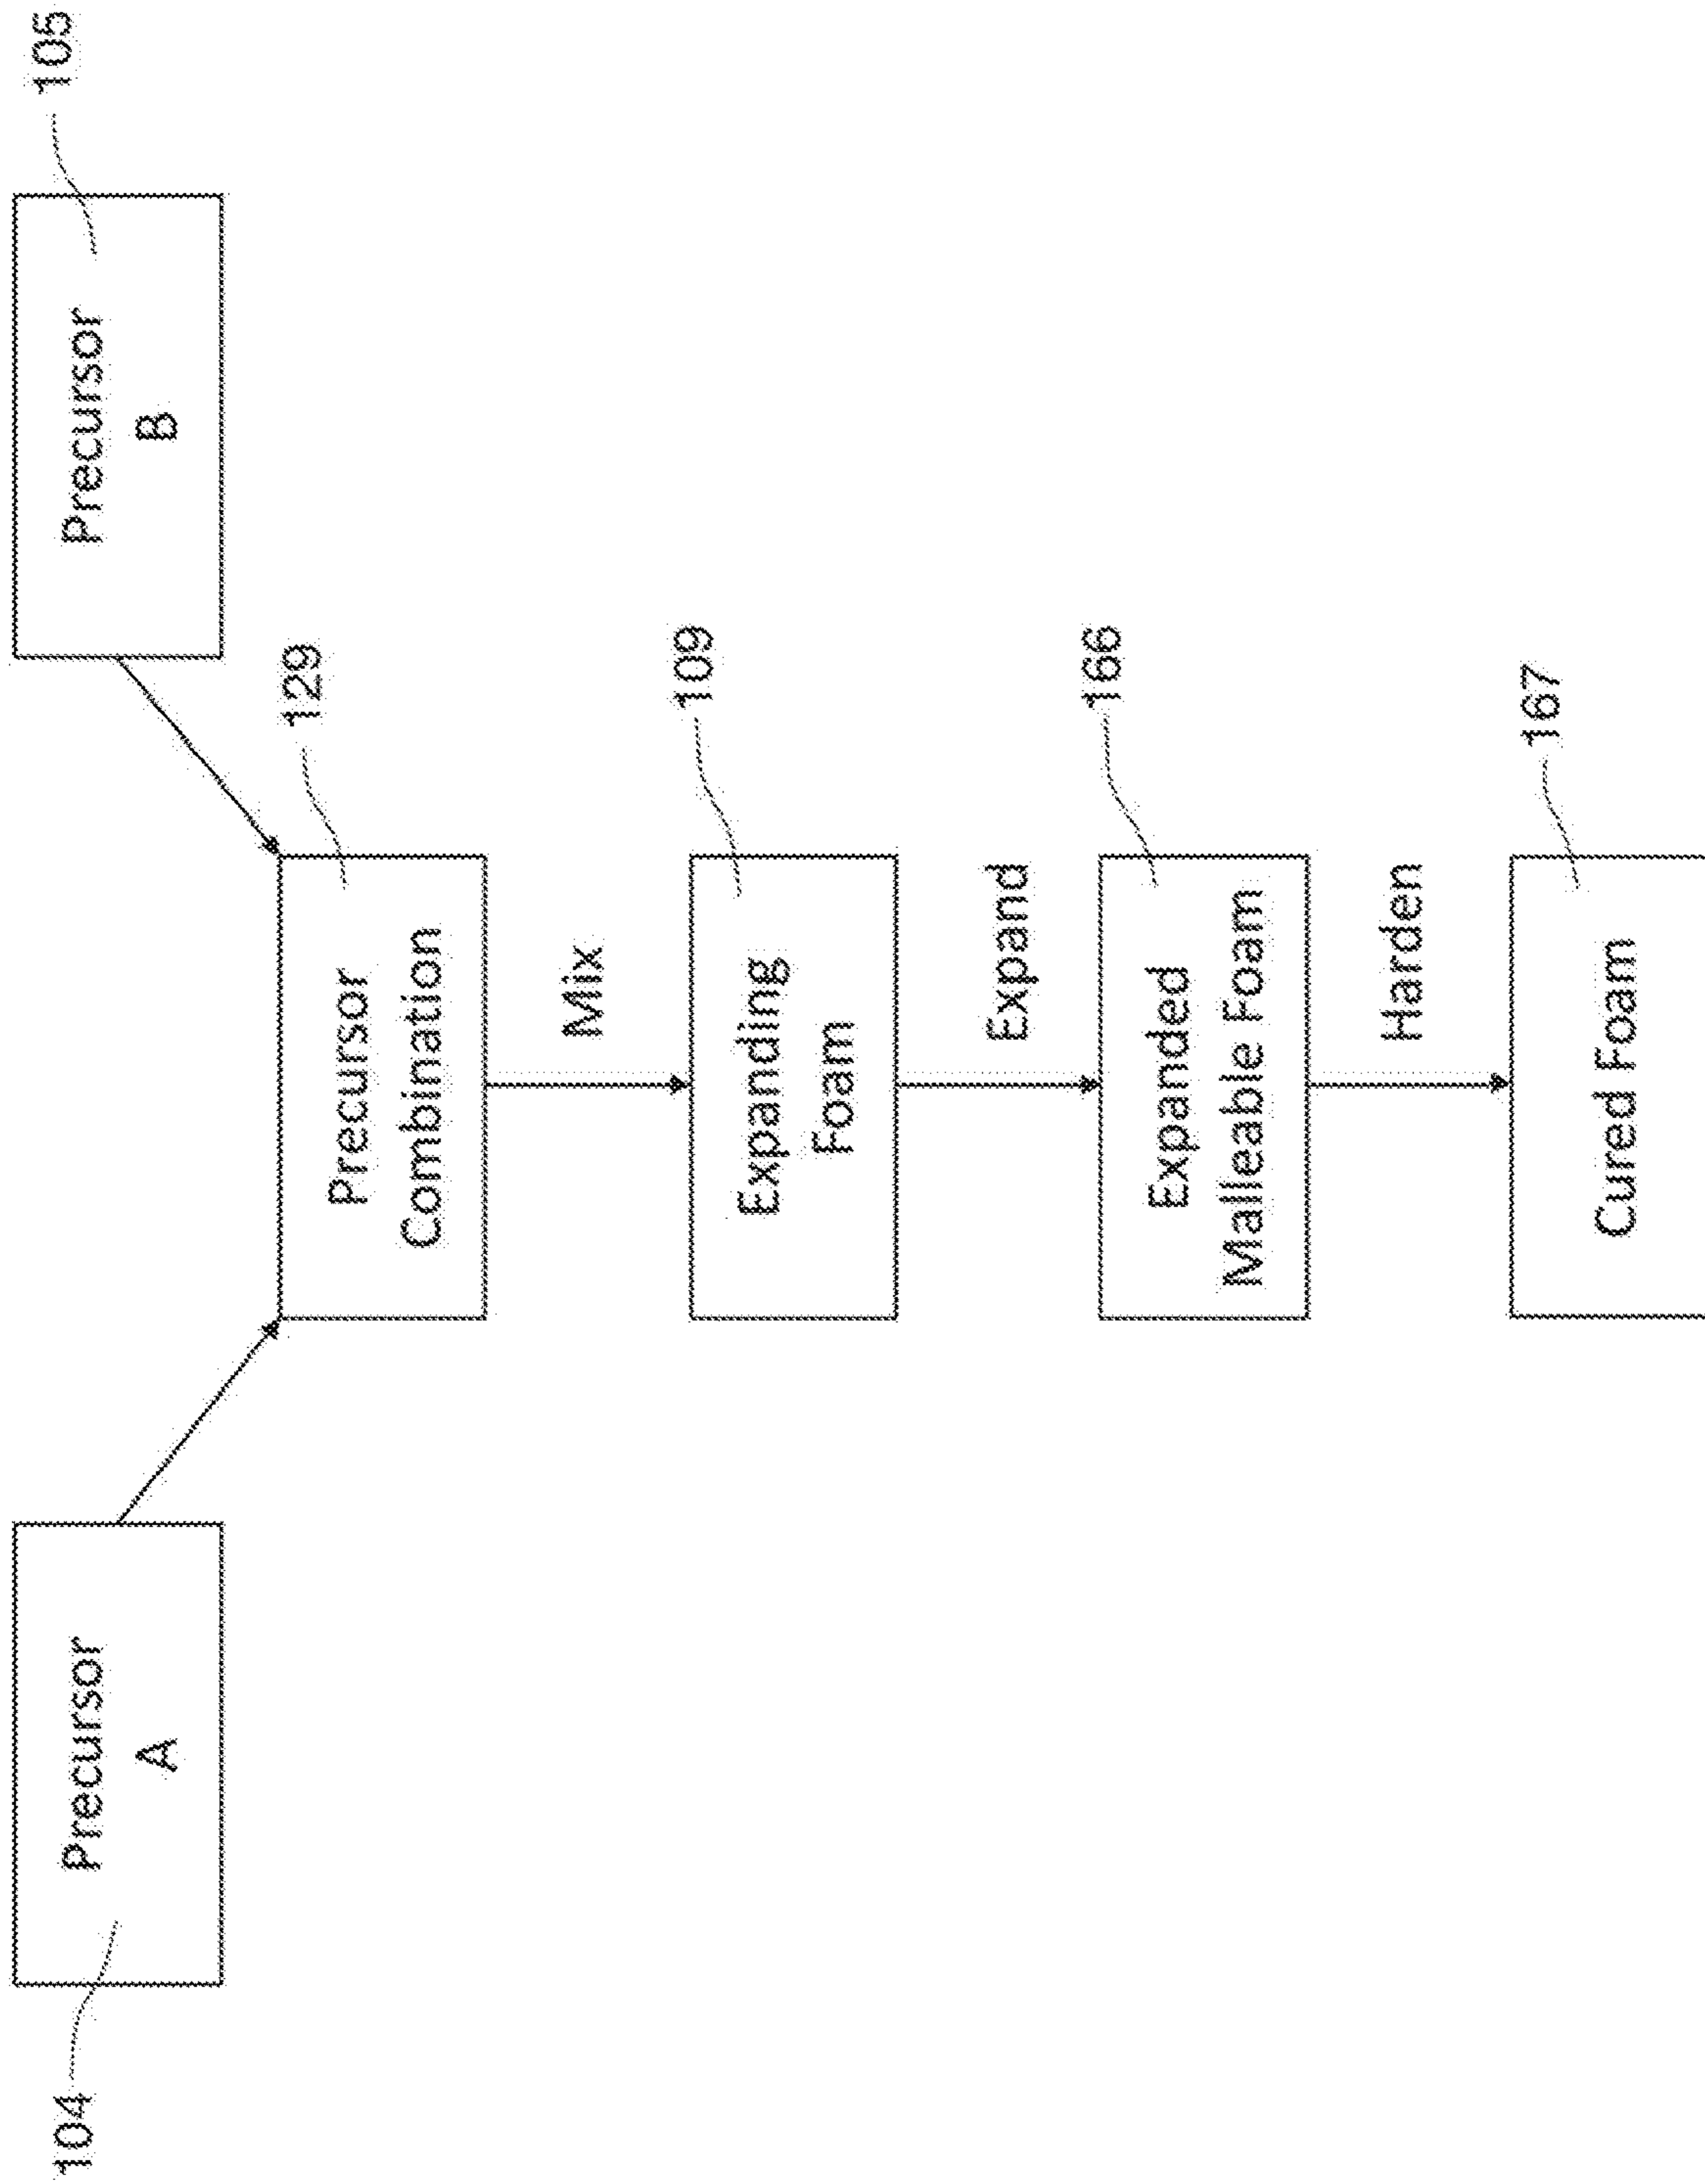 104
Precursor
A
Precursor
B
105
Precursor
Combination
129
Mix
Expanding
Foam
109
Expand
Expanded
Malleable Foam
166
Harden
Cured Foam
167